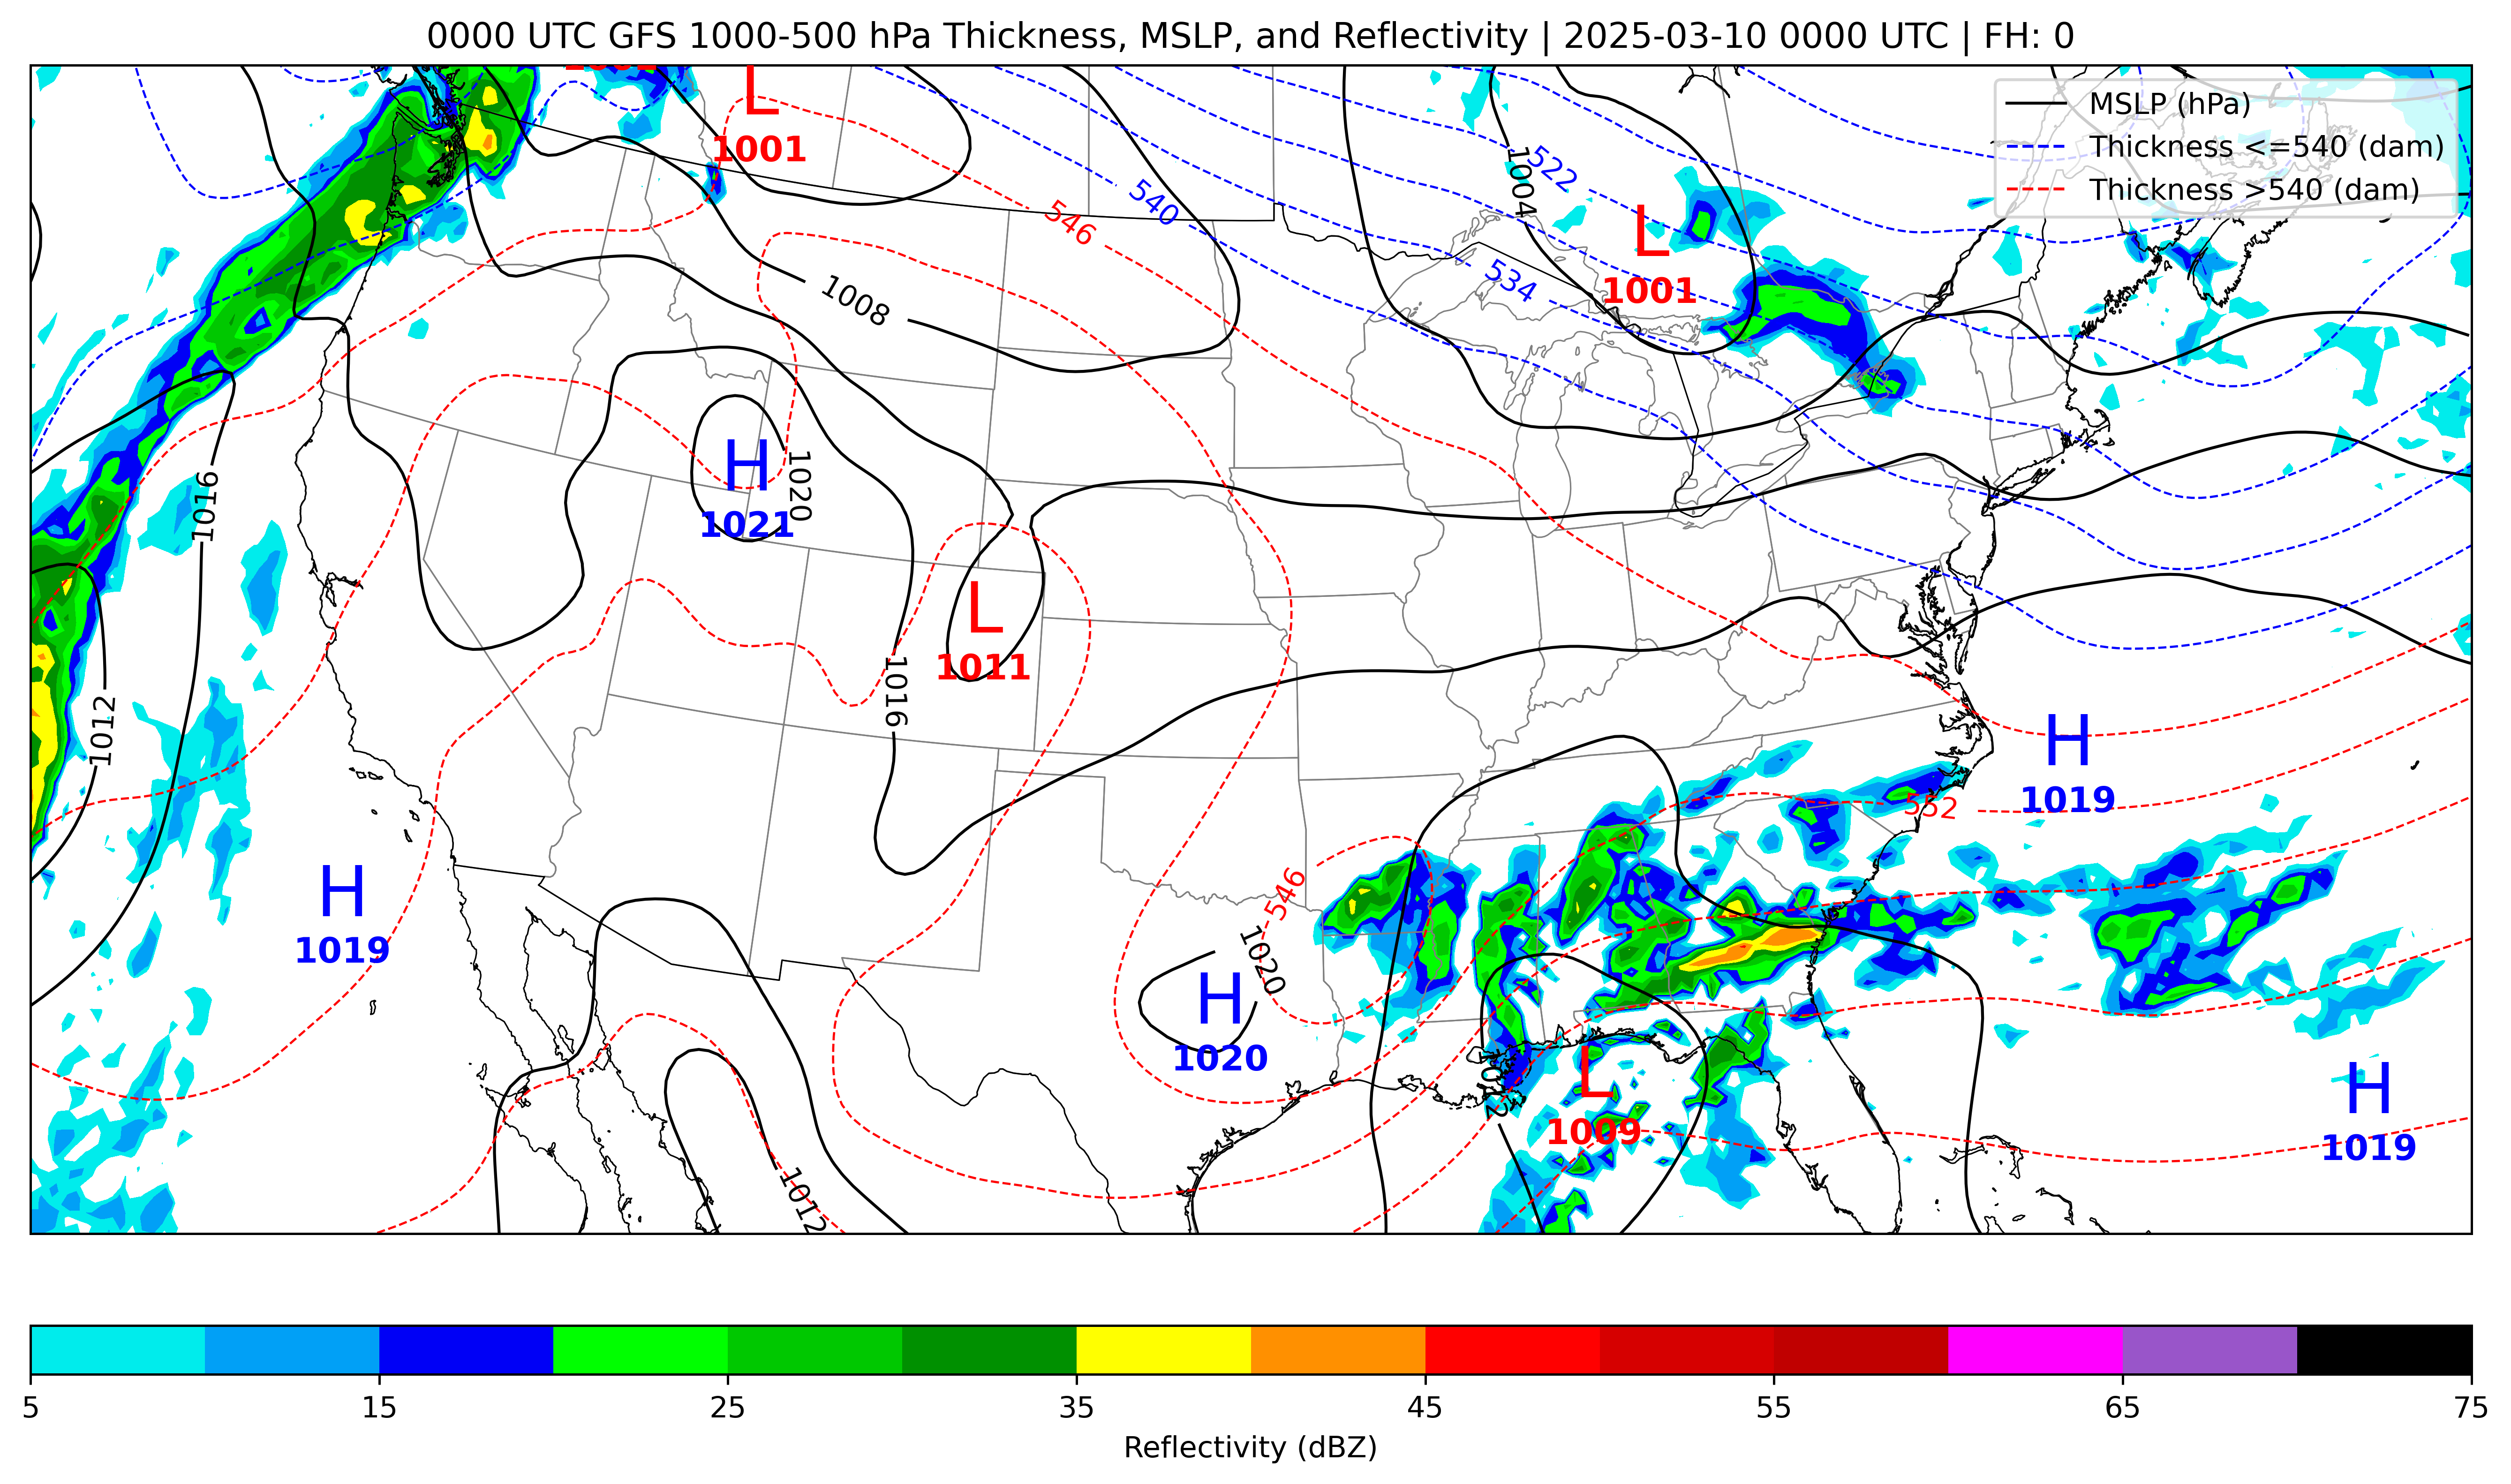 0000 UTC GFS 1000-500 hPa Thickness, MSLP, and Reflectivity | 2025-03-10 0000 UTC | FH: 0
MSLP (hPa)
Thickness <=540 (dam)
Thickness >540 (dam)
L
1001
522
1004
540
546
L
1001
534
1008
H
1021
1020
1016
L
1011
1016
1012
H
1019
552
H
1019
546
1020
H
1020
L
1009
1012
H
1019
1012
5
15
25
35
45
55
65
75
Reflectivity (dBZ)